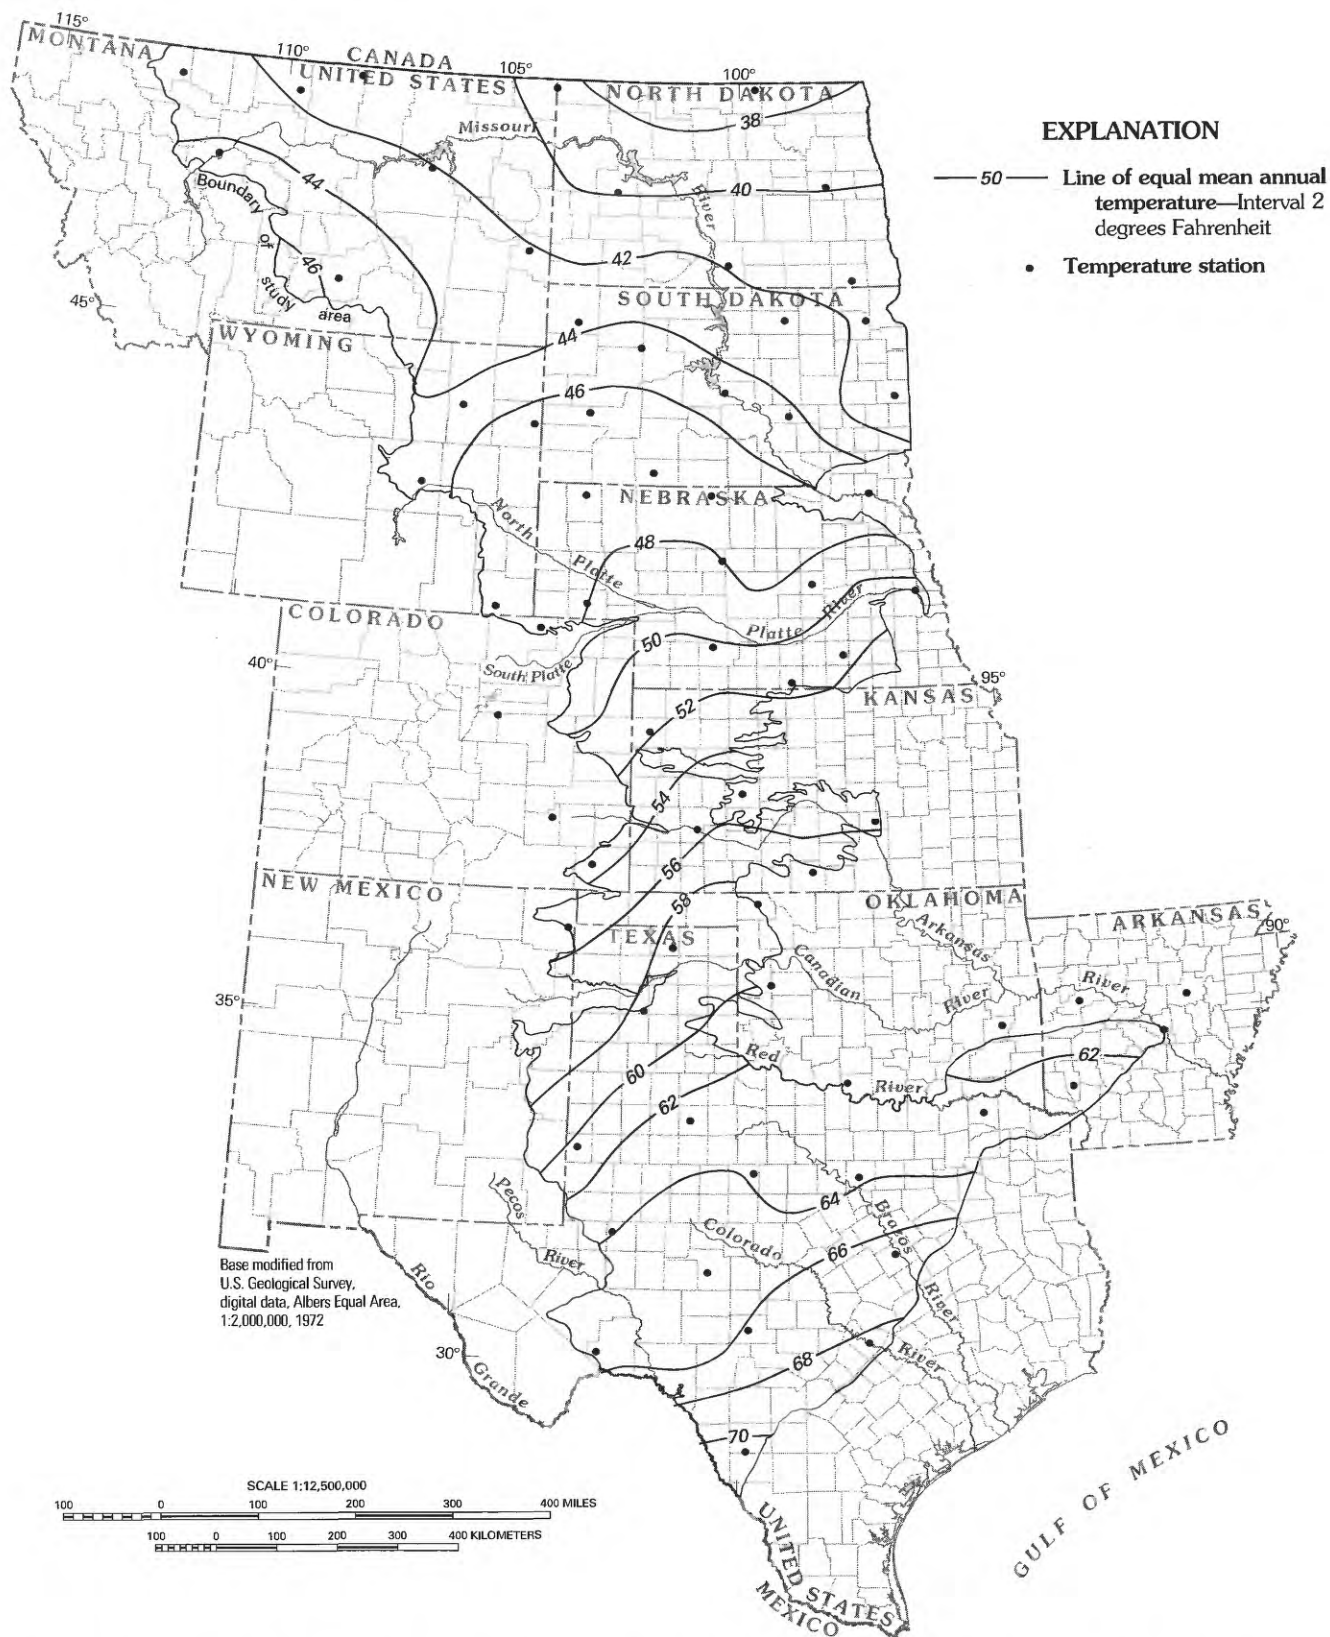 115°
MONTANA
110°
CANADA
UNITED STATES
105°
100°
NORTH DAKOTA
38
Missouri
River
44
40
Boundary
of
study
area
46
42
45°
SOUTH DAKOTA
WYOMING
44
46
NEBRASKA
North
Platte
48
COLORADO
Platte
River
50
South Platte
40°
95°
KANSAS
52
54
56
NEW MEXICO
58
OKLAHOMA
ARKANSAS
90°
TEXAS
Arkansas
River
Canadian
River
35°
Red
River
60
62
62
Pecos
River
64
Brazos
River
Colorado
River
66
68
70
Rio
Grande
30°
Base modified from
U.S. Geological Survey,
digital data, Albers Equal Area,
1:2,000,000, 1972
GULF OF MEXICO
UNITED STATES
MEXICO
SCALE 1:12,500,000
100 0 100 200 300 400 MILES
100 0 100 200 300 400 KILOMETERS
EXPLANATION
50 Line of equal mean annual
temperature—Interval 2
degrees Fahrenheit
Temperature station